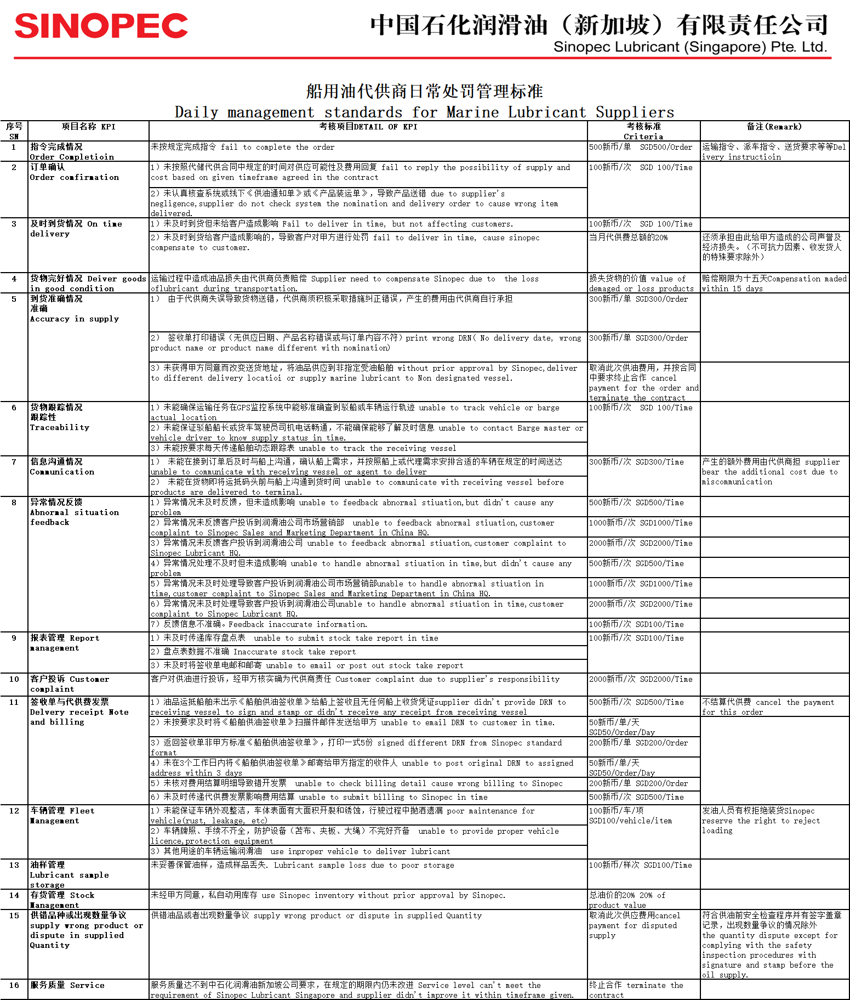 SINOPEC
中国石化润滑油（新加坡）有限责任公司
Sinopec Lubricant (Singapore) Pte. Ltd.
船用油代供商日常处罚管理标准
Daily management standards for Marine Lubricant Suppliers
序号
SN
项目名称 KPI
考核项目DETAIL OF KPI
考核标准
Criteria
备注(Remark)
1
指令完成情况
Order Completioin
未按规定完成指令 fail to complete the order
500新币/单  SGD500/Order
运输指令、派车指令、送货要求等等Del
ivery instructioin
2
订单确认
Order comfirmation
1）未按照代储代供合同中规定的时间对供应可能性及费用回复 fail to reply the possibility of supply and
cost based on given timeframe agreed in the contract
100新币/次  SGD 100/Time
2）未认真核查系统或线下《供油通知单》或《产品装运单》，导致产品送错 due to supplier's
negligence,supplier do not check system the nomination and delivery order to cause wrong item
delivered.
3
及时到货情况 On time
delivery
1）未及时到货但未给客户造成影响 Fail to deliver in time, but not affecting customers.
100新币/次  SGD 100/Time
2）未及时到货给客户造成影响的，导致客户对甲方进行处罚 fail to deliver in time, cause sinopec
compensate to customer.
当月代供费总额的20%
还须承担由此给甲方造成的公司声誉及
经济损失。（不可抗力因素、收发货人
的特殊要求除外）
4
货物完好情况 Deiver goods
in good condition
运输过程中造成油品损失由代供商负责赔偿 Supplier need to compensate Sinopec due to  the loss
oflubricant during transportation.
损失货物的价值 value of
demaged or loss products
赔偿期限为十五天Compensation maded
within 15 days
5
到货准确情况
准确
Accuracy in supply
1） 由于代供商失误导致货物送错，代供商须积极采取措施纠正错误，产生的费用由代供商自行承担
300新币/单 SGD300/Order
2） 签收单打印错误（无供应日期、产品名称错误或与订单内容不符）print wrong DRN( No delivery date, wrong
product name or product name different with nomination)
300新币/单 SGD300/Order
3）未获得甲方同意而改变送货地址，将油品供应到非指定受油船舶 without prior approval by Sinopec,deliver
to different delivery locatioi or supply marine lubricant to Non designated vessel.
取消此次供油费用，并按合同
中要求终止合作 cancel
payment for the order and
terminate the contract
6
货物跟踪情况
跟踪性
Traceability
1）未能确保运输任务在GPS监控系统中能够准确查到驳船或车辆运行轨迹 unable to track vehicle or barge
actual location
100新币/次  SGD 100/Time
2）未能保证驳船船长或货车驾驶员司机电话畅通，不能确保能够了解及时信息 unable to contact Barge master or
vehicle driver to know supply status in time.
3）未能按要求每天传递船舶动态跟踪表 unable to track the receiving vessel
7
信息沟通情况
Communication
1） 未能在接到订单后及时与船上沟通，确认船上需求，并按照船上或代理需求安排合适的车辆在规定的时间送达
unable to communicate with receiving vessel or agent to deliver
300新币/次 SGD300/Time
产生的额外费用由代供商担 supplier
bear the additional cost due to
miscommunication
2） 未能在货物即将运抵码头前与船上沟通到货时间 unable to communicate with receiving vessel before
products are delivered to terminal.
8
异常情况反馈
Abnormal situation
feedback
1）异常情况未及时反馈，但未造成影响 unable to feedback abnormal stiuation,but didn't cause any
problem
500新币/次 SGD500/Time
2）异常情况未反馈客户投诉到润滑油公司市场营销部  unable to feedback abnormal stiuation,customer
complaint to Sinopec Sales and Marketing Department in China HQ.
1000新币/次 SGD1000/Time
3）异常情况未反馈客户投诉到润滑油公司 unable to feedback abnormal stiuation,customer complaint to
Sinopec Lubricant HQ.
2000新币/次 SGD2000/Time
4）异常情况处理不及时但未造成影响 unable to handle abnormal stiuation in time,but didn't cause any
problem
500新币/次 SGD500/Time
5）异常情况未及时处理导致客户投诉到润滑油公司市场营销部unable to handle abnormal stiuation in
time,customer complaint to Sinopec Sales and Marketing Department in China HQ.
1000新币/次 SGD1000/Time
6）异常情况未及时处理导致客户投诉到润滑油公司unable to handle abnormal stiuation in time,customer
complaint to Sinopec Lubricant HQ.
2000新币/次 SGD2000/Time
7）反馈信息不准确。Feedback inaccurate information.
100新币/次 SGD100/Time
9
报表管理 Report
management
1）未及时传递库存盘点表  unable to submit stock take report in time
100新币/次 SGD100/Time
2）盘点表数据不准确 Inaccurate stock take report
3）未及时将签收单电邮和邮寄 unable to email or post out stock take report
10
客户投诉 Customer
complaint
客户对供油进行投诉，经甲方核实确为代供商责任 Customer complaint due to supplier's responsibility
2000新币/次 SGD2000/Time
11
签收单与代供费发票
Delvery receipt Note
and billing
1）油品运抵船舶未出示《船舶供油签收单》给船上签收且无任何船上收货凭证supplier didn't provide DRN to
receiving vessel to sign and stamp or didn't receive any receipt from receiving vessel
500新币/次 SGD500/Time
不结算代供费 cancel the payment
for this order
2）未按要求及时将《船舶供油签收单》扫描件邮件发送给甲方 unable to email DRN to customer in time.
50新币/单/天
SGD50/Order/Day
3）返回签收单非甲方标准《船舶供油签收单》，打印一式5份 signed different DRN from Sinopec standard
format
200新币/单 SGD200/Order
4）未在3个工作日内将《船舶供油签收单》邮寄给甲方指定的收件人 unable to post original DRN to assigned
address within 3 days
50新币/单/天
SGD50/Order/Day
5）未核对费用结算明细导致错开发票  unable to check billing detail cause wrong billing to Sinopec
200新币/单 SGD200/Order
6）未及时传递代供费发票影响费用结算 unable to submit billing to Sinopec in time
500新币/次 SGD500/Time
12
车辆管理 Fleet
Management
1）未能保证车辆外观整洁，车体表面有大面积开裂和锈蚀，行驶过程中抛洒遗漏 poor maintenance for
vehicle(rust, leakage, etc)
100新币/车/项
SGD100/vehicle/item
发油人员有权拒绝装货Sinopec
reserve the right to reject
loading
2）车辆牌照、手续不齐全，防护设备（苫布、夹板、大绳）不完好齐备  unable to provide proper vehicle
licence,protection equipment
3）其他用途的车辆运输润滑油  use inproper vehicle to deliver lubricant
13
油样管理
Lubricant sample
storage
未妥善保管油样，造成样品丢失. Lubricant sample loss due to poor storage
100新币/样次 SGD100/Time
14
存货管理 Stock
Management
未经甲方同意，私自动用库存 use Sinopec inventory without prior approval by Sinopec.
总油价的20% 20% of
product value
15
供错品种或出现数量争议
supply wrong product or
dispute in supplied
Quantity
供错油品或者出现数量争议 supply wrong product or dispute in supplied Quantity
取消此次供应费用cancel
payment for disputed
supply
符合供油前安全检查程序并有签字盖章
记录，出现数量争议的情况除外
the quantity dispute except for
complying with the safety
inspection procedures with
signature and stamp before the
oil supply.
16
服务质量 Service
服务质量达不到中石化润滑油新加坡公司要求，在规定的期限内仍未改进 Service level can't meet the
requirement of Sinopec Lubricant Singapore and supplier didn't improve it within timeframe given.
终止合作 terminate the
contract